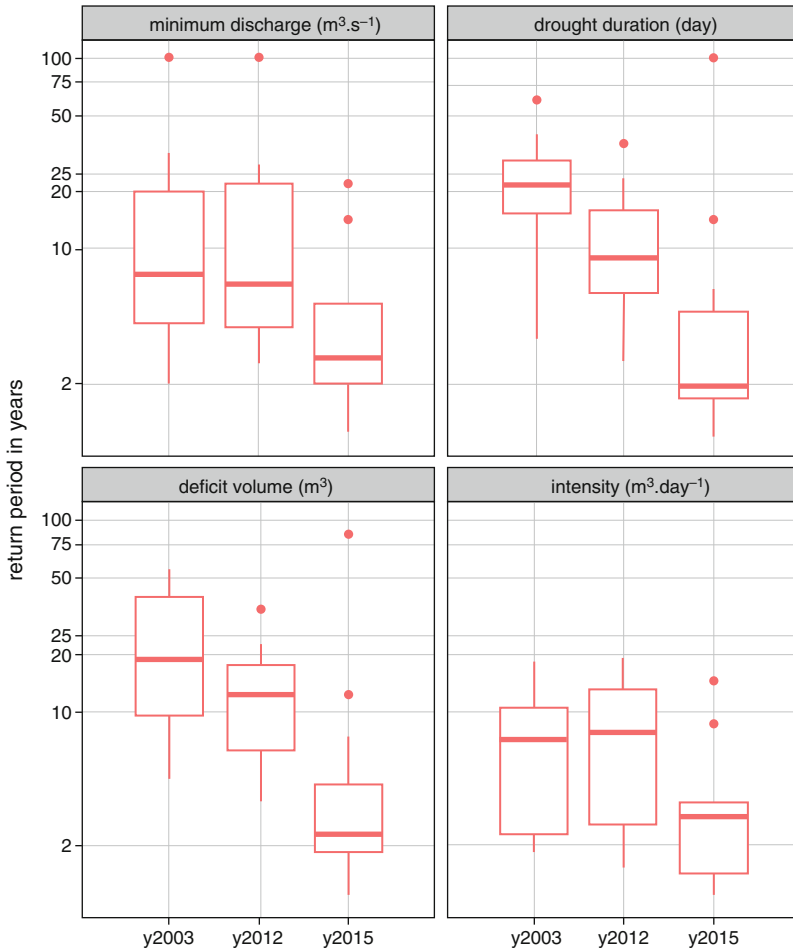 minimum discharge (m³.s⁻¹)
drought duration (day)
100
75
50
25
20
10
2
deficit volume (m³)
intensity (m³.day⁻¹)
100
75
50
25
20
10
2
return period in years
y2003 y2012 y2015
y2003 y2012 y2015